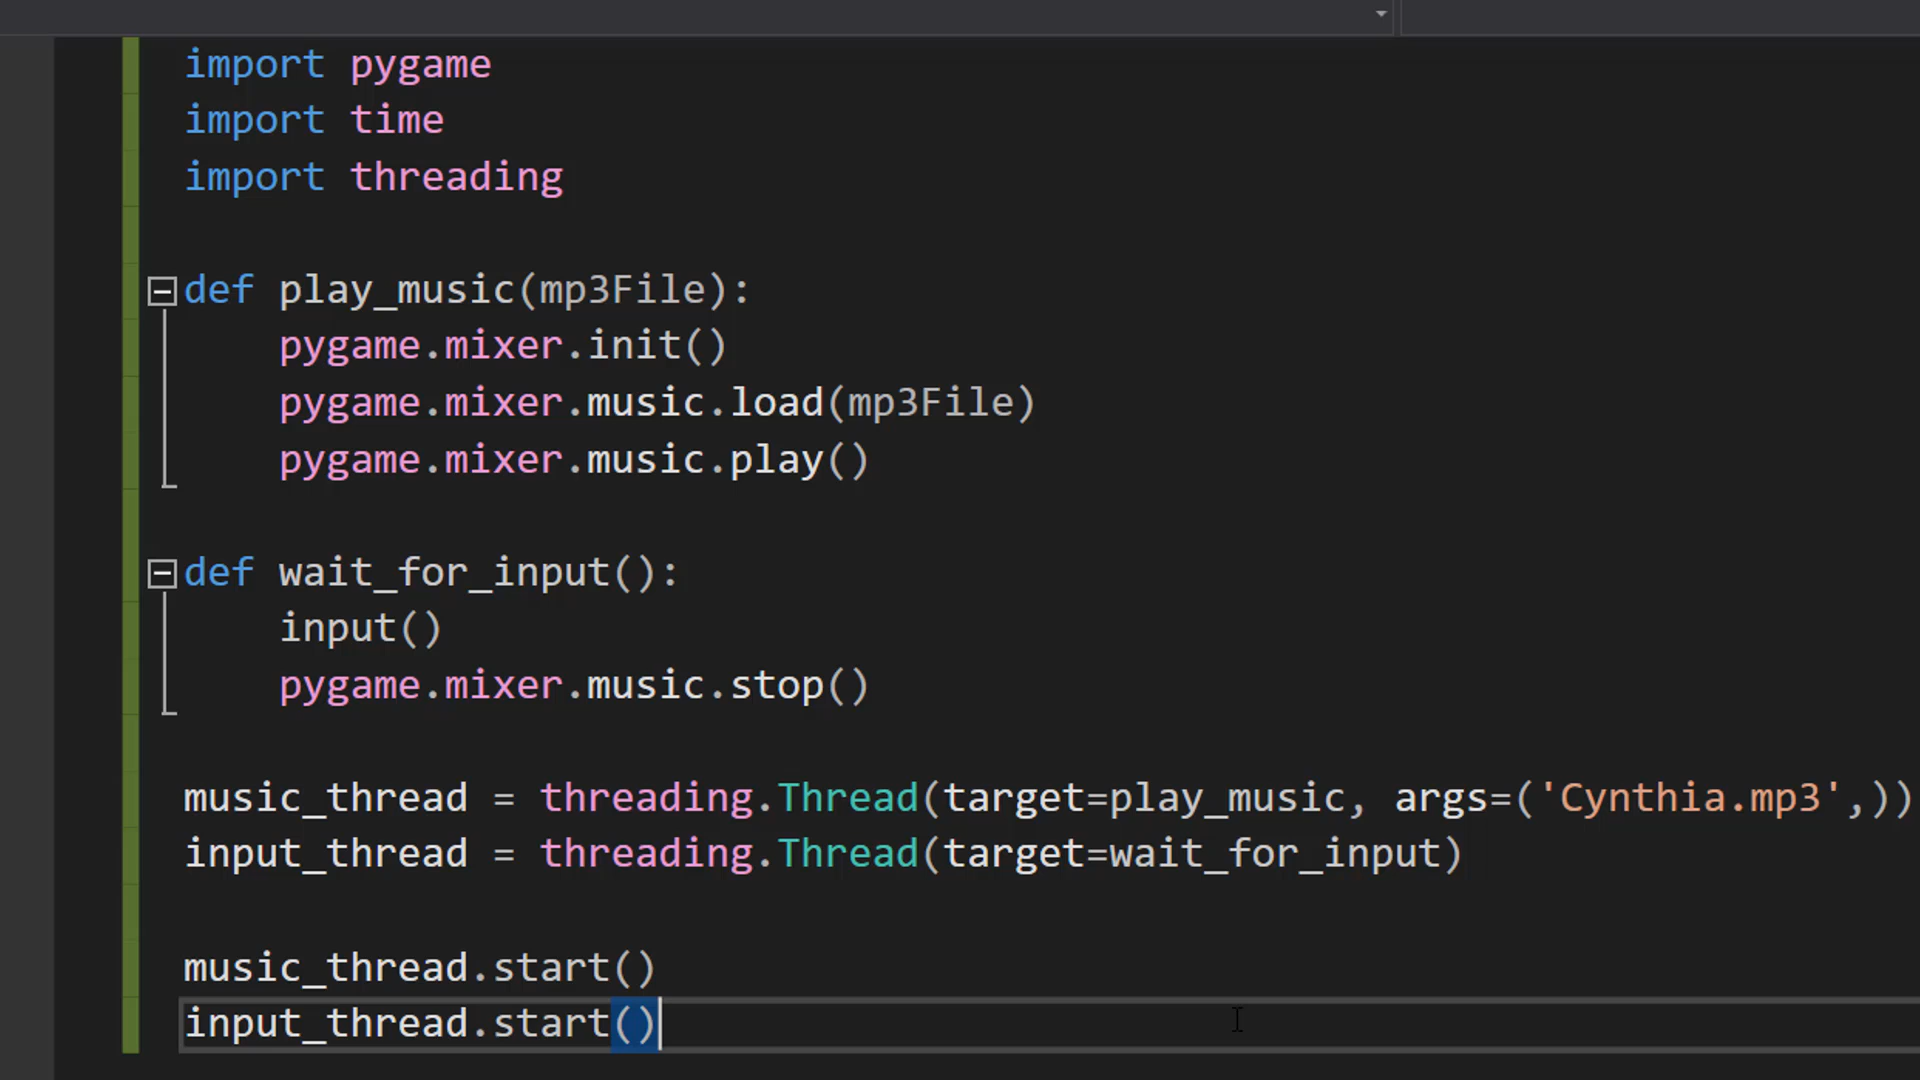 import pygame
import time
import threading
def play_music(mp3File):
pygame.mixer.init()
pygame.mixer.music.load(mp3File)
pygame.mixer.music.play()
def wait_for_input():
input()
pygame.mixer.music.stop()
music_thread = threading.Thread(target=play_music, args=('Cynthia.mp3',))
input_thread = threading.Thread(target=wait_for_input)
music_thread.start()
input_thread.start()